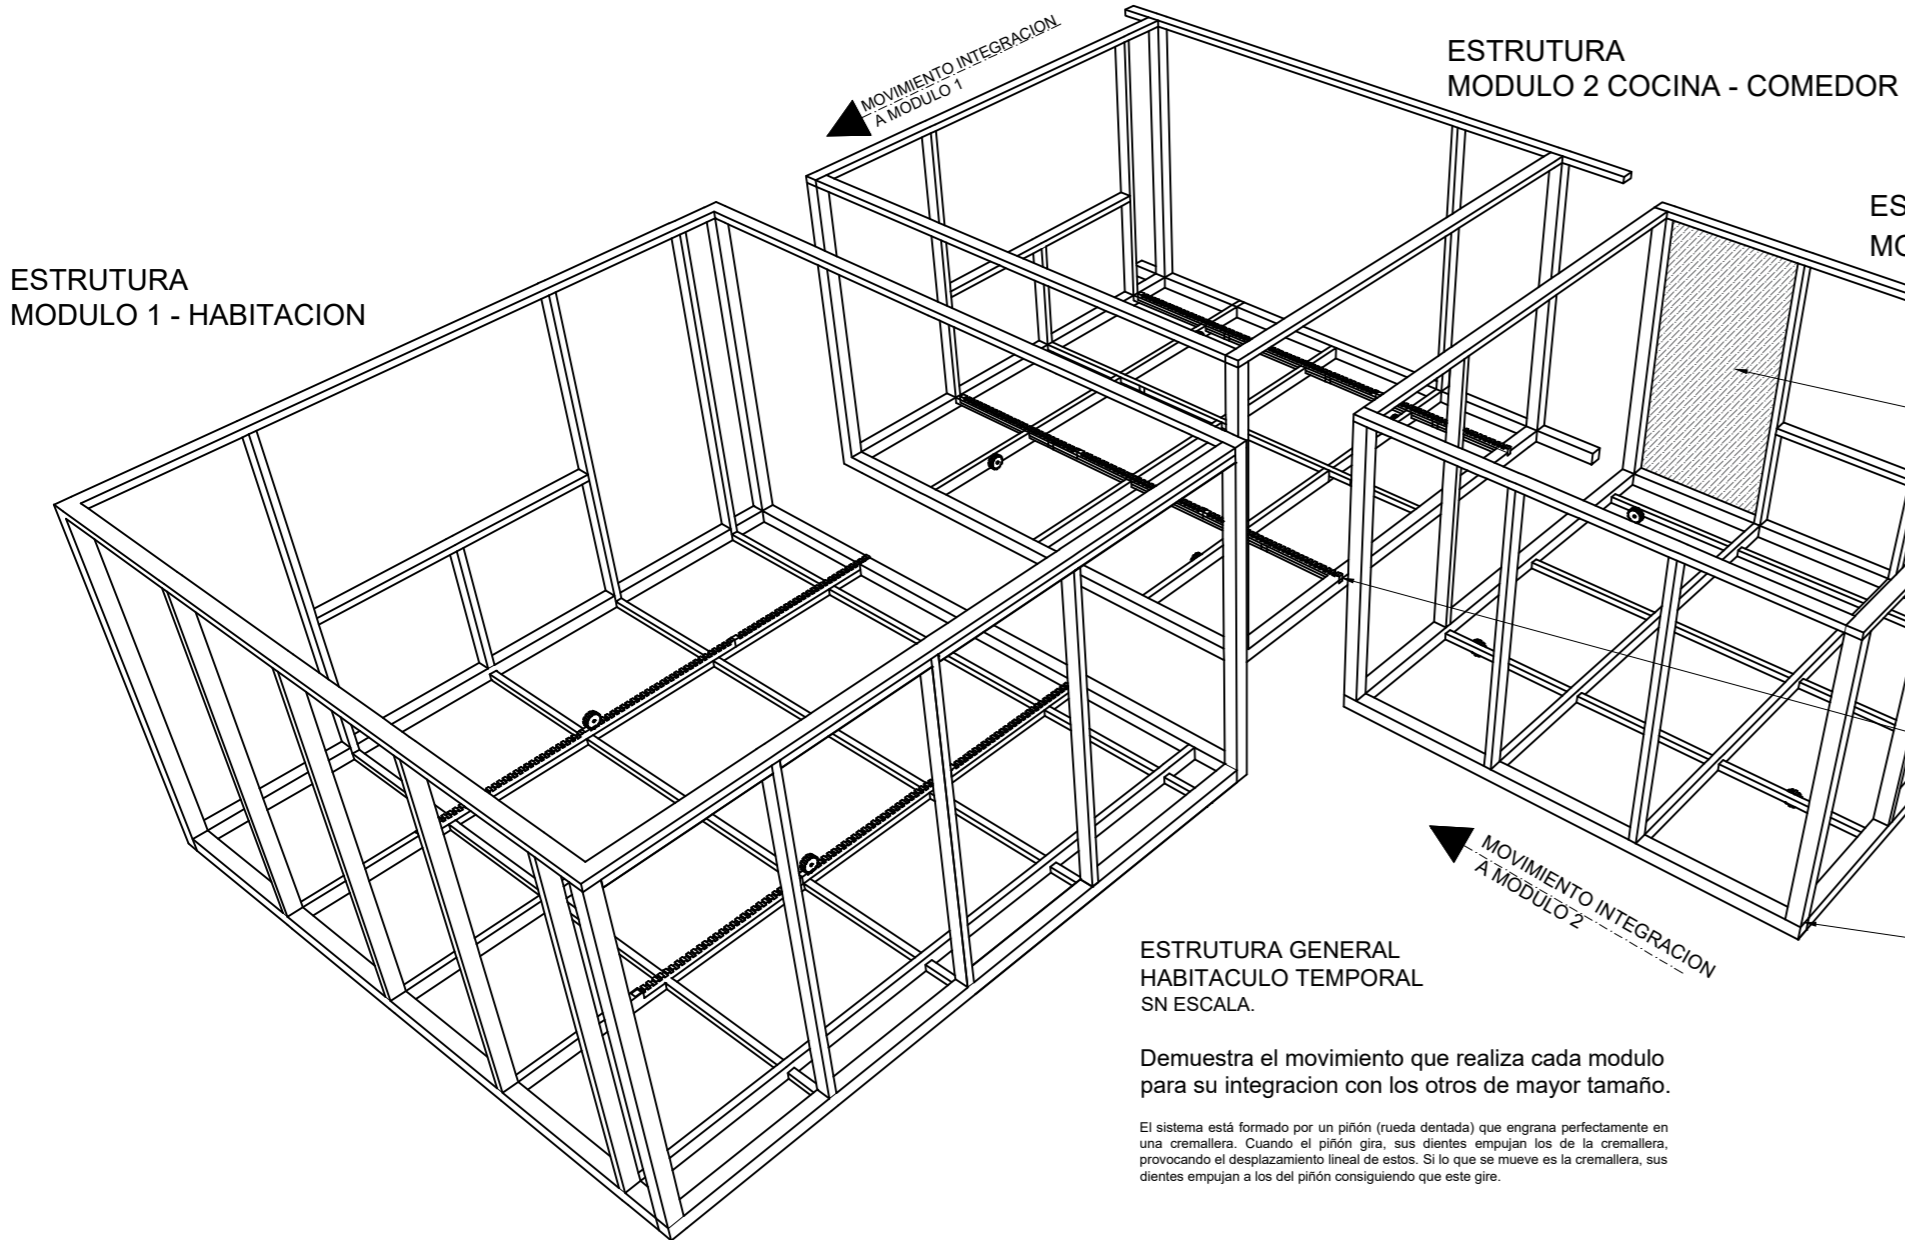 MOVIMIENTO INTEGRACION
A MODULO 1
ESTRUTURA
MODULO 2 COCINA - COMEDOR
ES
MO
ESTRUTURA
MODULO 1 - HABITACION
MOVIMIENTO INTEGRACION
A MODULO 2
ESTRUTURA GENERAL
HABITACULO TEMPORAL
SN ESCALA.
Demuestra el movimiento que realiza cada modulo
para su integracion con los otros de mayor tamaño.
El sistema está formado por un piñón (rueda dentada) que engrana perfectamente en
una cremallera. Cuando el piñón gira, sus dientes empujan los de la cremallera,
provocando el desplazamiento lineal de estos. Si lo que se mueve es la cremallera, sus
dientes empujan a los del piñón consiguiendo que este gire.